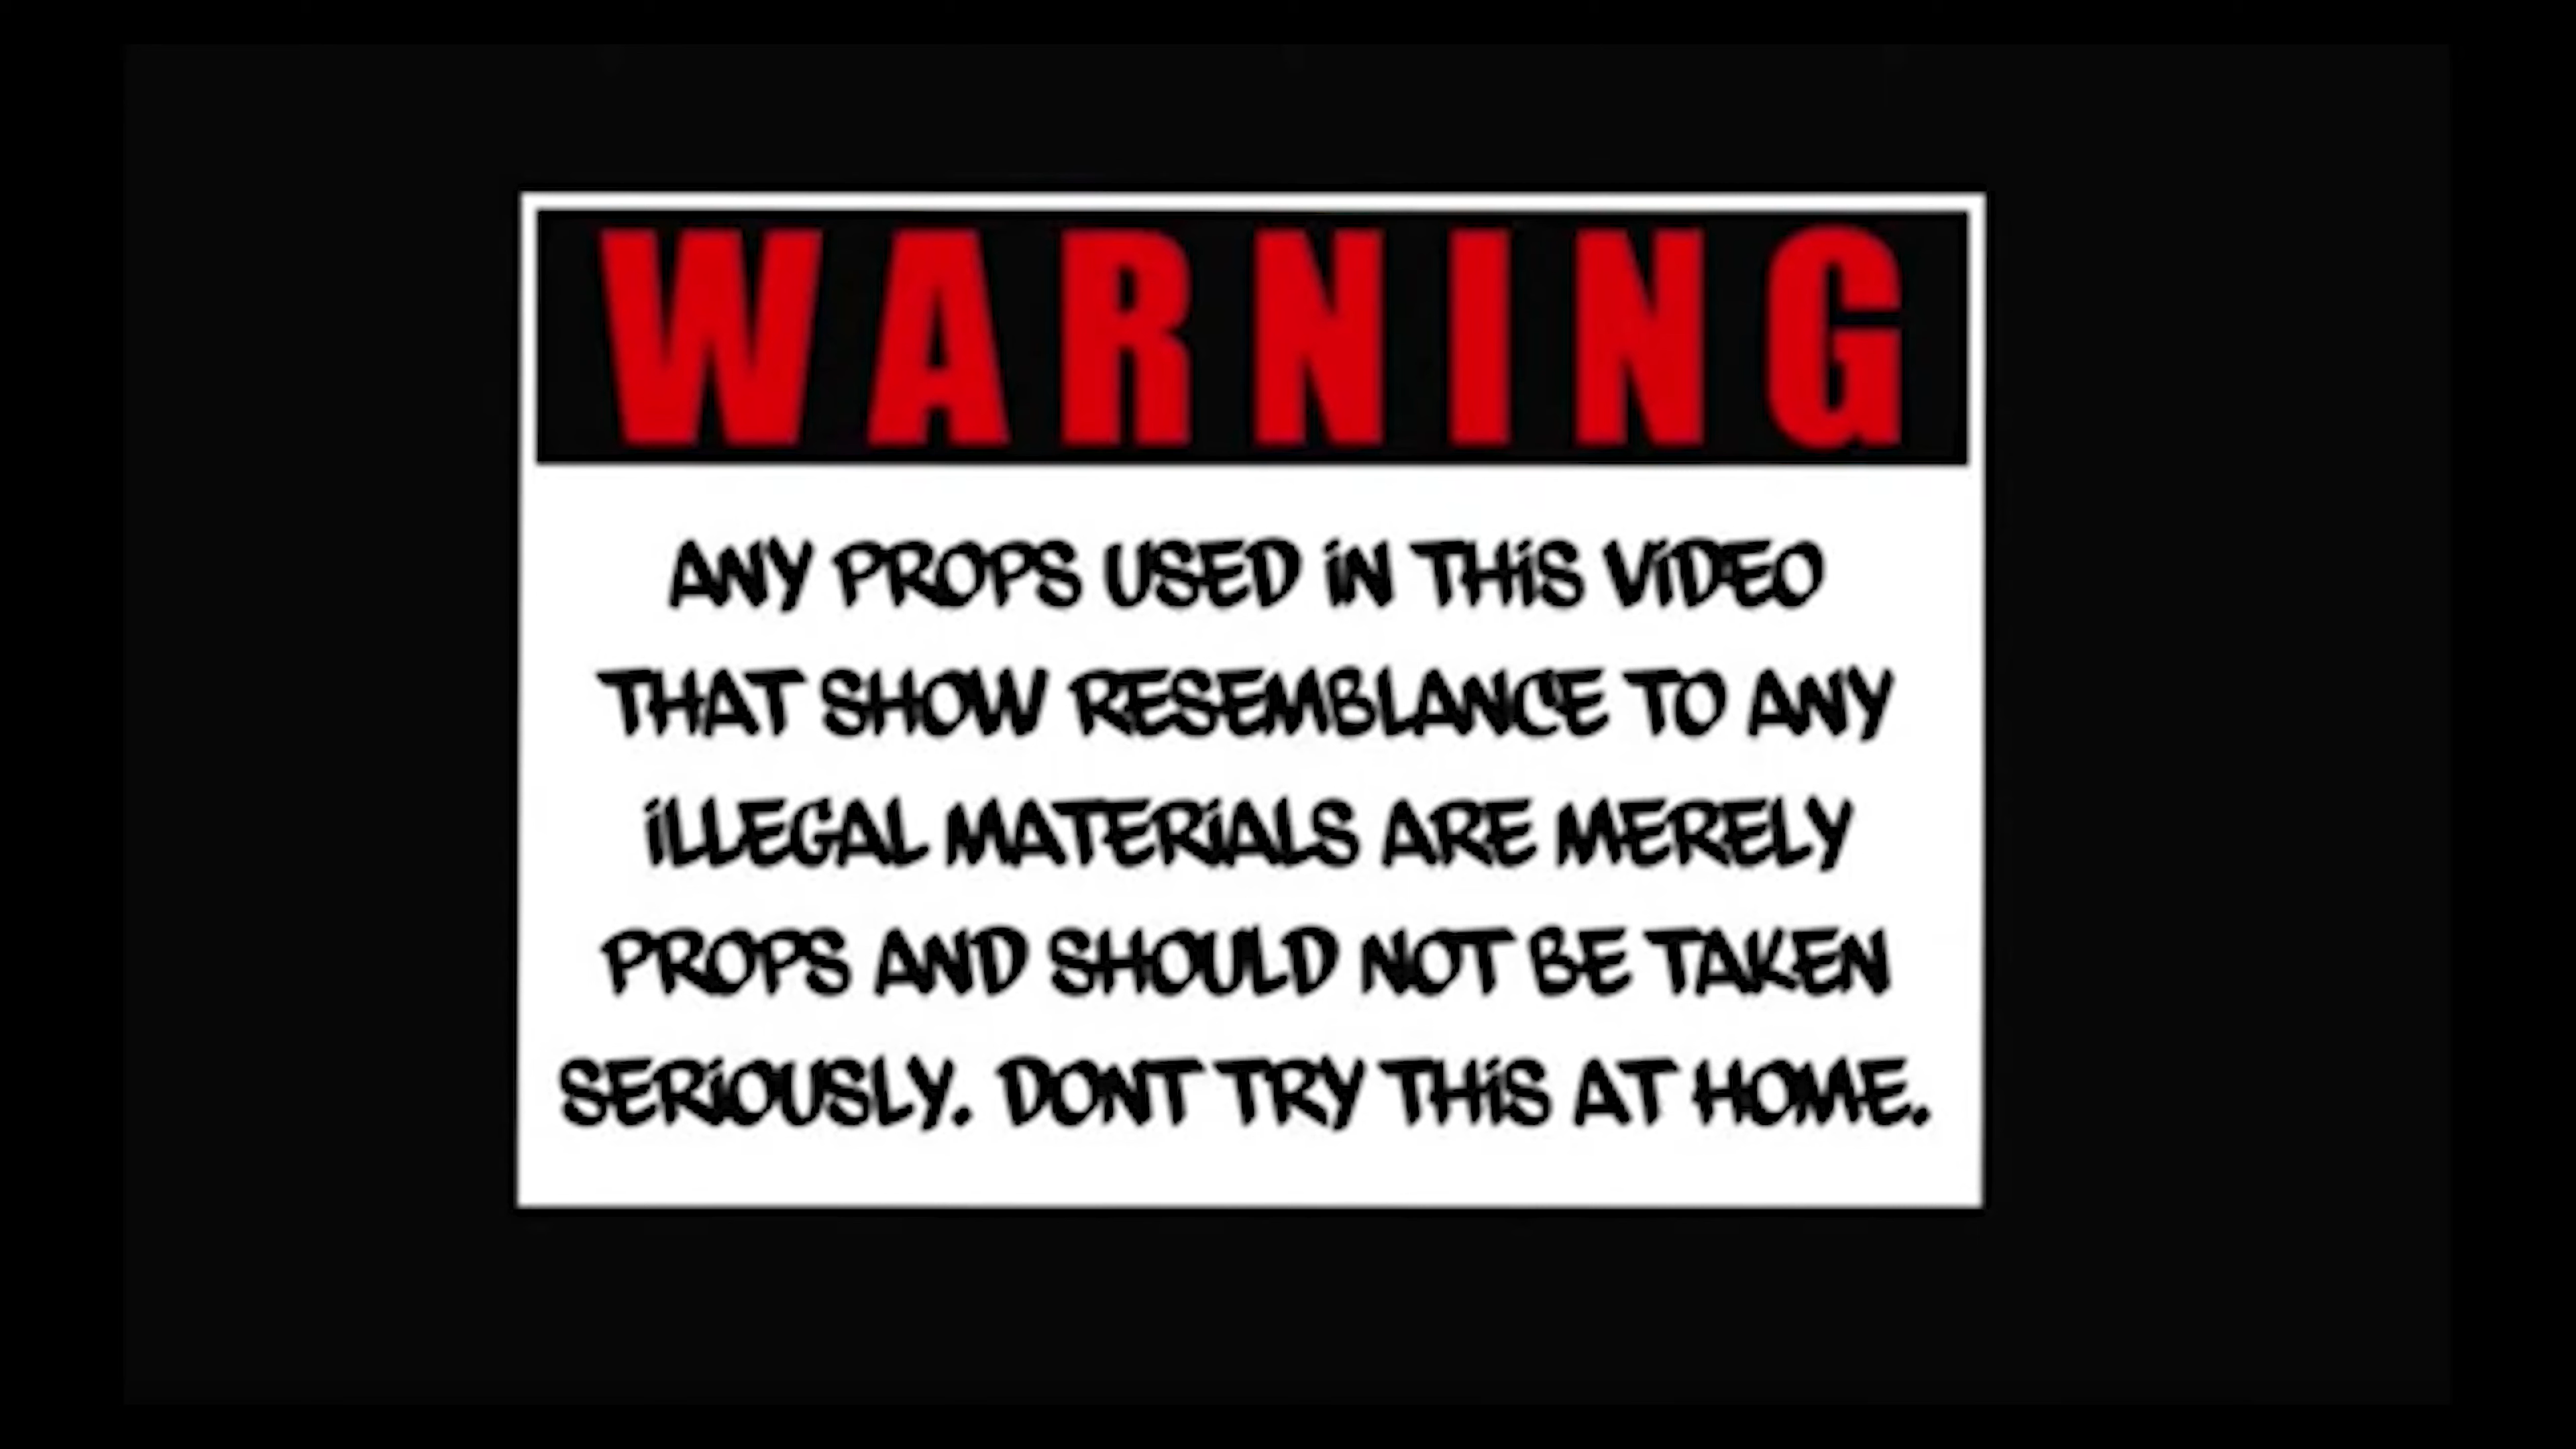 WARNING
ANY PROPS USED iN THiS ViDEO
THAT SHOW RESEMBLANCE TO ANY
iLLEGAL MATERiALS ARE MERELY
PROPS AND SHOULD NOT BE TAKEN
SERiOUSLY. DONT TRY THiS AT HOME.